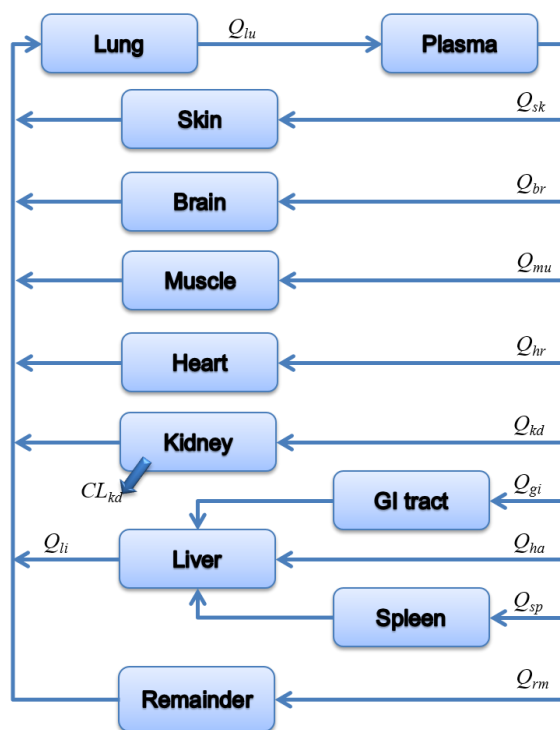 Lung
Q_lu
Plasma
Skin
Q_sk
Brain
Q_br
Muscle
Q_mu
Heart
Q_hr
Kidney
Q_kd
CL_kd
GI tract
Q_gi
Q_li
Liver
Q_ha
Spleen
Q_sp
Remainder
Q_rm